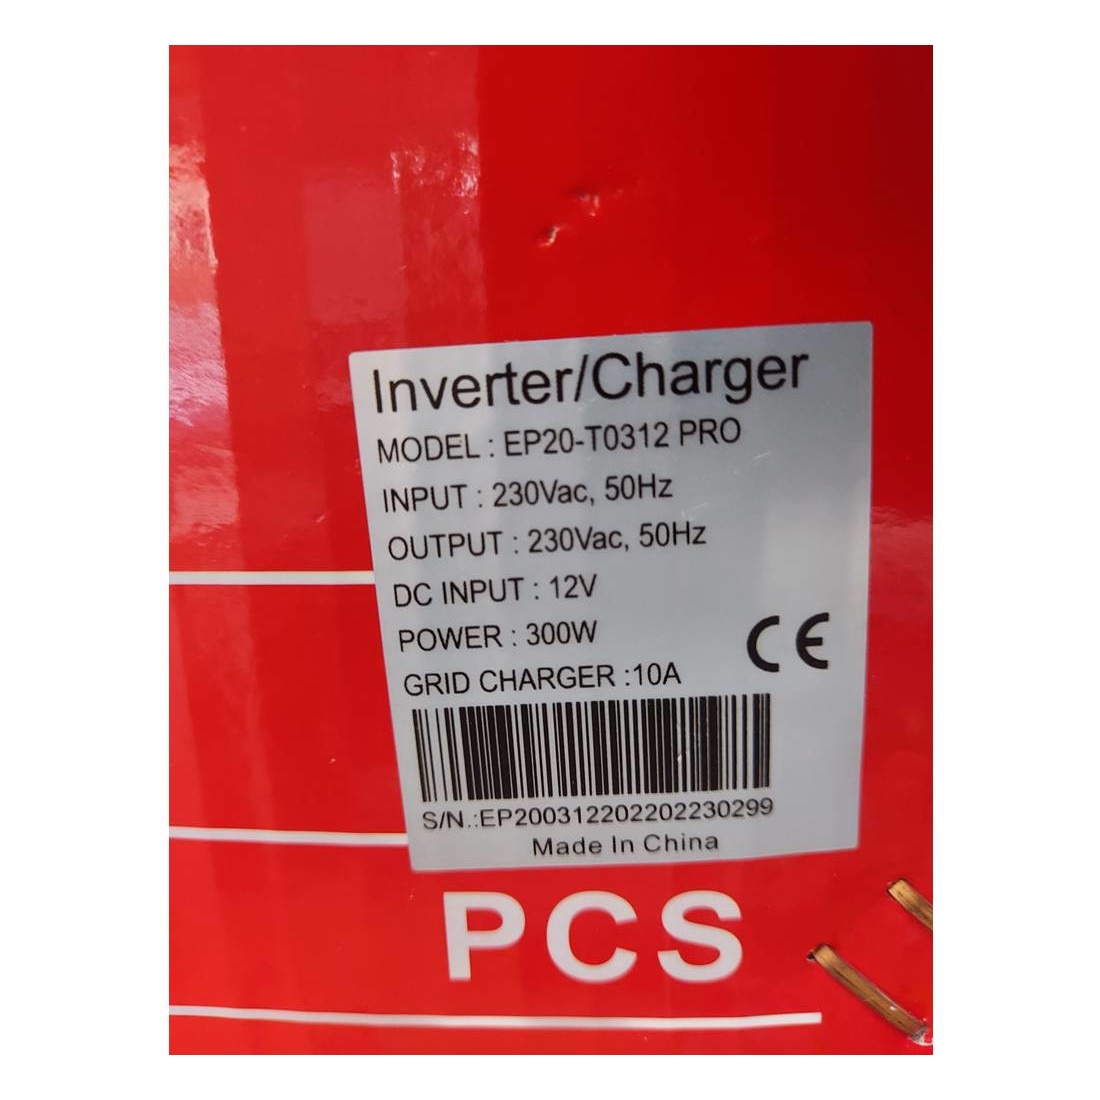 Inverter/Charger
MODEL : EP20-T0312 PRO
INPUT : 230Vac, 50Hz
OUTPUT : 230Vac, 50Hz
DC INPUT : 12V
POWER : 300W
GRID CHARGER :10A
CE
S/N.:EP200312202202230299
Made In China
PCS